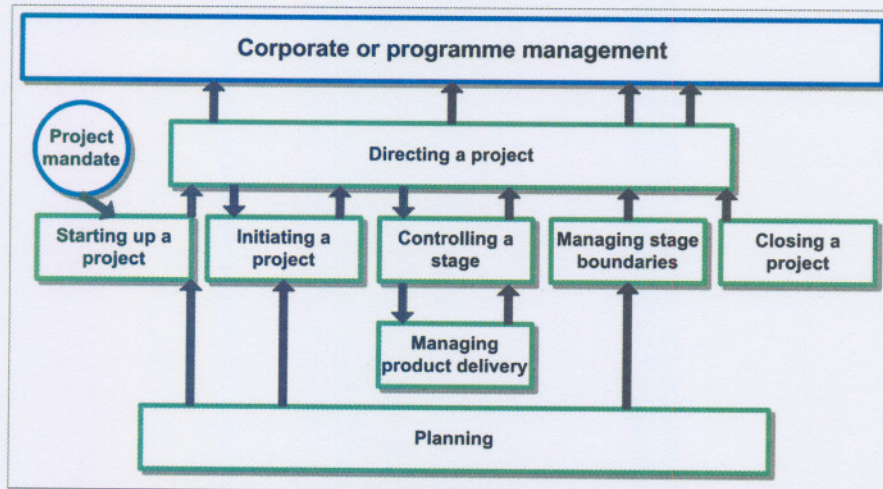 Corporate or programme management
Project
mandate
Directing a project
Starting up a
project
Initiating a
project
Controlling a
stage
Managing stage
boundaries
Closing a
project
Managing
product delivery
Planning